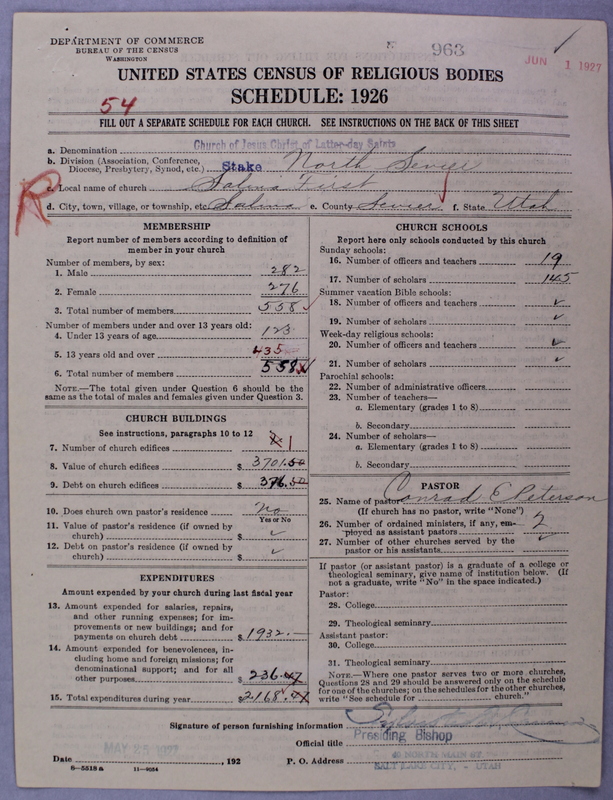 DEPARTMENT OF COMMERCE
BUREAU OF THE CENSUS
WASHINGTON
963
JUN 1 1927
UNITED STATES CENSUS OF RELIGIOUS BODIES
SCHEDULE: 1926
54
FILL OUT A SEPARATE SCHEDULE FOR EACH CHURCH. SEE INSTRUCTIONS ON THE BACK OF THIS SHEET
a. Denomination Church of Jesus Christ of Latter-day Saints
b. Division (Association, Conference, Diocese, Presbytery, Synod, etc.) Stake North Sevier
R
c. Local name of church Salina First
d. City, town, village, or township, etc. Salina e. County Sevier f. State Utah
MEMBERSHIP
Report number of members according to definition of
member in your church
Number of members, by sex:
1. Male 282
2. Female 276
3. Total number of members 558
Number of members under and over 13 years old:
4. Under 13 years of age 123
5. 13 years old and over 435
6. Total number of members 558
NOTE.—The total given under Question 6 should be
same as the total of males and females given under Question 3.
CHURCH BUILDINGS
See instructions, paragraphs 10 to 12
7. Number of church edifices 1
8. Value of church edifices $ 3701.50
9. Debt on church edifices $ 376.50
10. Does church own pastor's residence? No
Yes or No
11. Value of pastor's residence (if owned by
church) $ ✓
12. Debt on pastor's residence (if owned by
church) $ ✓
EXPENDITURES
Amount expended by your church during last fiscal year
13. Amount expended for salaries, repairs,
and other running expenses; for im-
provements or new buildings; and for
payments on church debt $ 1932.—
14. Amount expended for benevolences, in-
cluding home and foreign missions; for
denominational support; and for all
other purposes $ 236.47
15. Total expenditures during year $ 2168.47
CHURCH SCHOOLS
Report here only schools conducted by this church
Sunday schools:
16. Number of officers and teachers 19
17. Number of scholars 145
Summer vacation Bible schools:
18. Number of officers and teachers ✓
19. Number of scholars ✓
Week-day religious schools:
20. Number of officers and teachers ✓
21. Number of scholars ✓
Parochial schools:
22. Number of administrative officers
23. Number of teachers—
a. Elementary (grades 1 to 8)
b. Secondary
24. Number of scholars—
a. Elementary (grades 1 to 8)
b. Secondary
PASTOR
25. Name of pastor Conrad E Peterson
(If church has no pastor, write "None")
26. Number of ordained ministers, if any, em-
ployed as assistant pastors 2
27. Number of other churches served by the
pastor or his assistants ✓
If pastor (or assistant pastor) is a graduate of a college or
theological seminary, give name of institution below. (If
not a graduate, write "No" in the space indicated.)
Pastor:
28. College
29. Theological seminary
Assistant pastor:
30. College
31. Theological seminary
NOTE.—Where one pastor serves two or more churches,
Questions 28 and 29 should be answered only on the schedule
for one of the churches; on the schedules for the other churches,
write "See schedule for church."
Signature of person furnishing information
Official title Presiding Bishop
Date MAY 25 1927, 192 P. O. Address 40 NORTH MAIN ST
SALT LAKE CITY, - UTAH
8—5518 a 11—9034